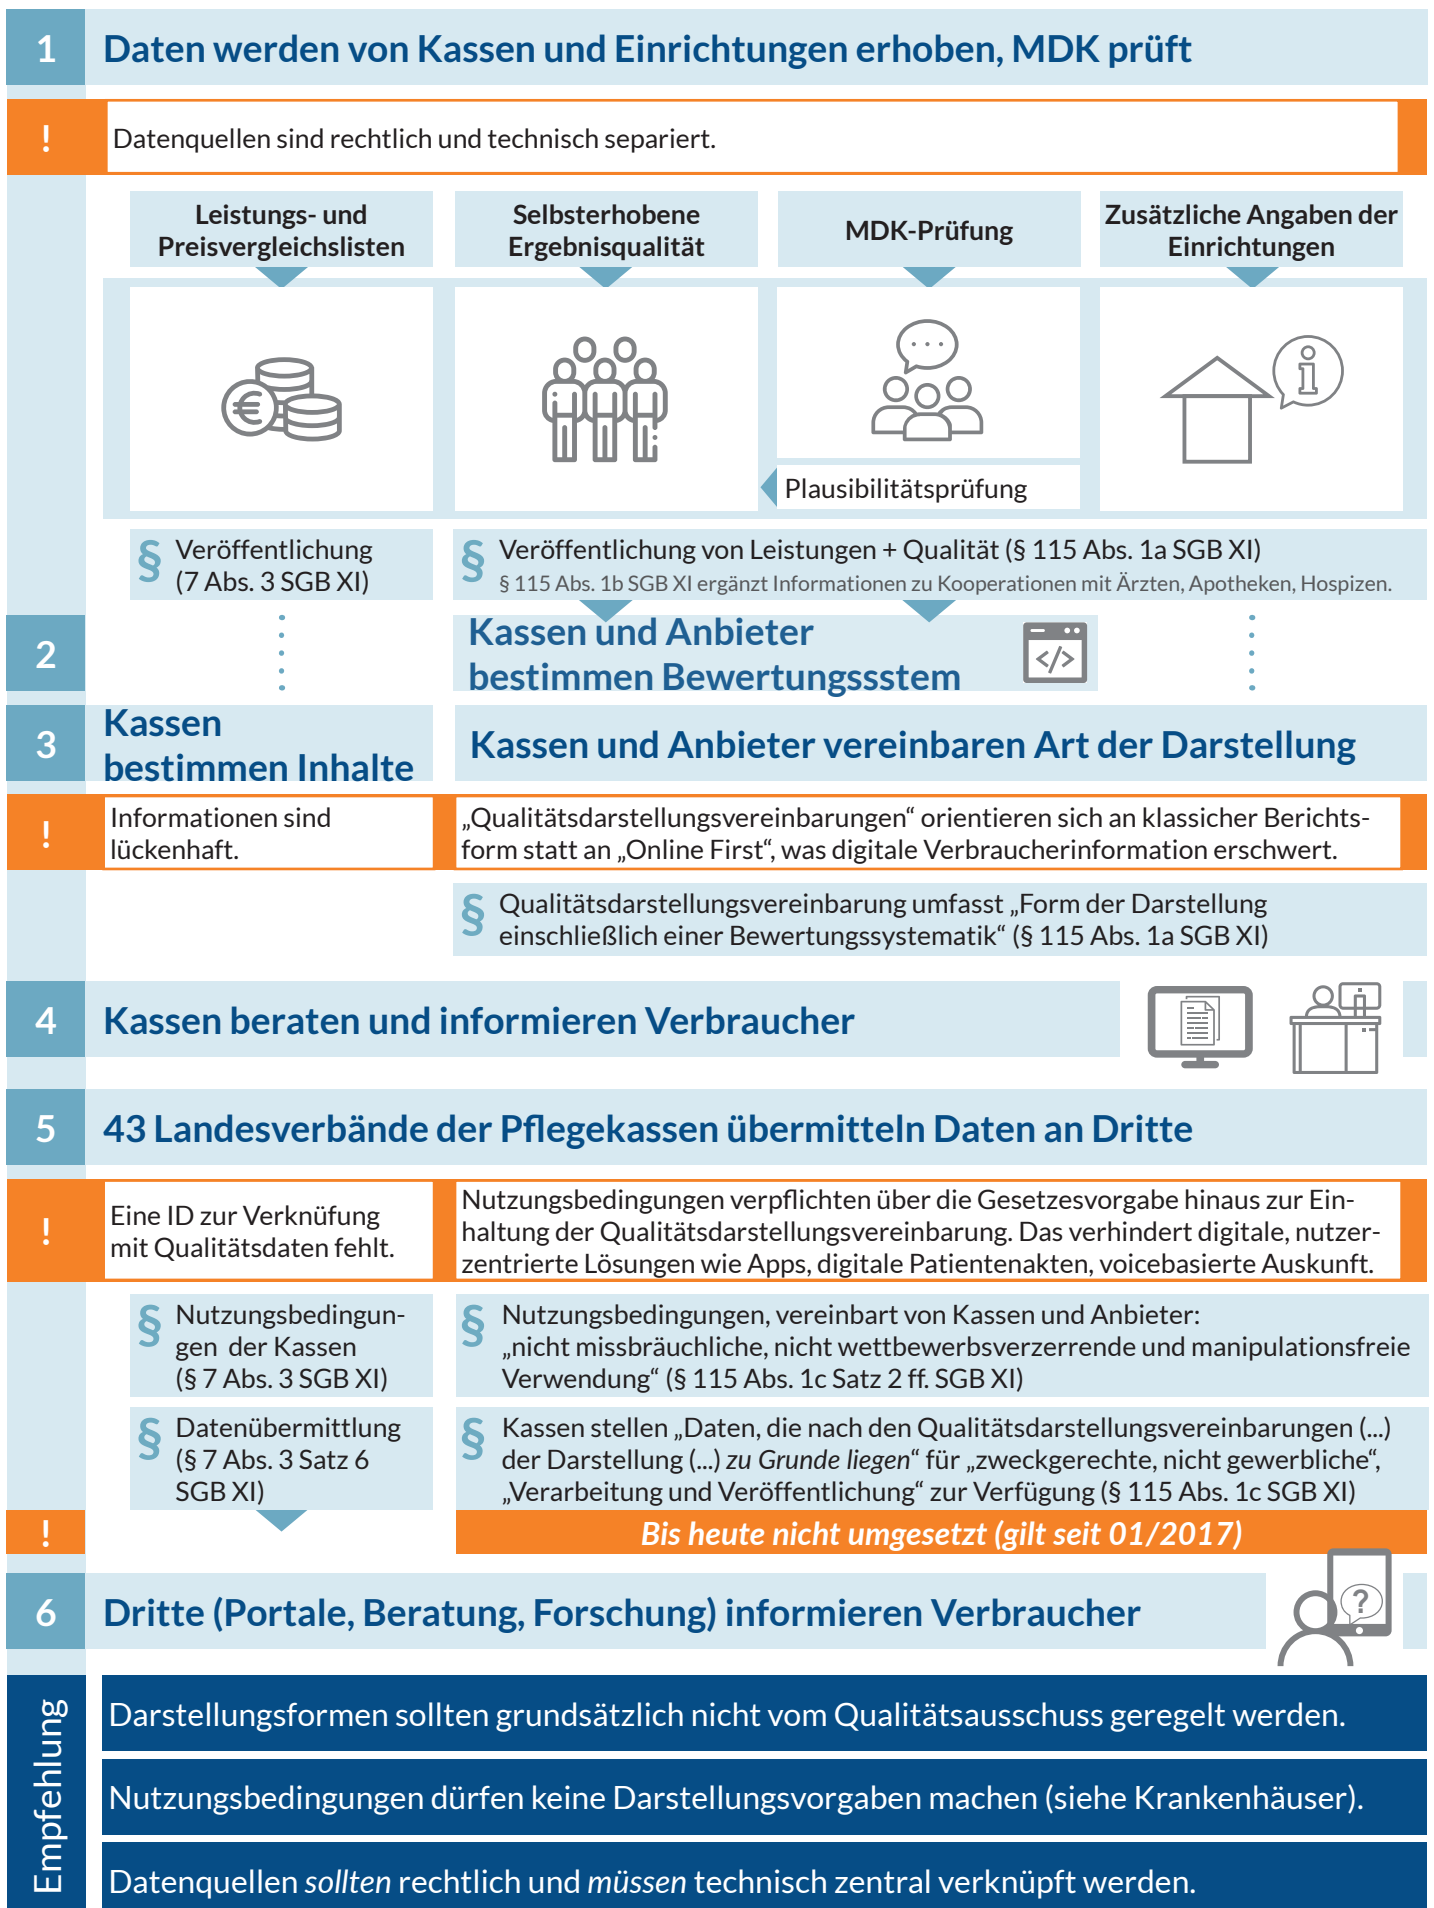 1
Daten werden von Kassen und Einrichtungen erhoben, MDK prüft
!
Datenquellen sind rechtlich und technisch separiert.
Leistungs- und
Preisvergleichslisten
Selbsterhobene
Ergebnisqualität
MDK-Prüfung
Zusätzliche Angaben der
Einrichtungen
€
i
Plausibilitätsprüfung
§
Veröffentlichung
(7 Abs. 3 SGB XI)
§
Veröffentlichung von Leistungen + Qualität (§ 115 Abs. 1a SGB XI)
§ 115 Abs. 1b SGB XI ergänzt Informationen zu Kooperationen mit Ärzten, Apotheken, Hospizen.
2
Kassen und Anbieter
bestimmen Bewertungssstem
</>
3
Kassen
bestimmen Inhalte
Kassen und Anbieter vereinbaren Art der Darstellung
!
Informationen sind
lückenhaft.
„Qualitätsdarstellungsvereinbarungen“ orientieren sich an klassicher Berichts-
form statt an „Online First“, was digitale Verbraucherinformation erschwert.
§
Qualitätsdarstellungsvereinbarung umfasst „Form der Darstellung
einschließlich einer Bewertungssystematik“ (§ 115 Abs. 1a SGB XI)
4
Kassen beraten und informieren Verbraucher
5
43 Landesverbände der Pflegekassen übermitteln Daten an Dritte
!
Eine ID zur Verknüfung
mit Qualitätsdaten fehlt.
Nutzungsbedingungen verpflichten über die Gesetzesvorgabe hinaus zur Ein-
haltung der Qualitätsdarstellungsvereinbarung. Das verhindert digitale, nutzer-
zentrierte Lösungen wie Apps, digitale Patientenakten, voicebasierte Auskunft.
§
Nutzungsbedingun-
gen der Kassen
(§ 7 Abs. 3 SGB XI)
§
Nutzungsbedingungen, vereinbart von Kassen und Anbieter:
„nicht missbräuchliche, nicht wettbewerbsverzerrende und manipulationsfreie
Verwendung“ (§ 115 Abs. 1c Satz 2 ff. SGB XI)
§
Datenübermittlung
(§ 7 Abs. 3 Satz 6
SGB XI)
§
Kassen stellen „Daten, die nach den Qualitätsdarstellungsvereinbarungen (...)
der Darstellung (...) zu Grunde liegen“ für „zweckgerechte, nicht gewerbliche“,
„Verarbeitung und Veröffentlichung“ zur Verfügung (§ 115 Abs. 1c SGB XI)
!
Bis heute nicht umgesetzt (gilt seit 01/2017)
6
Dritte (Portale, Beratung, Forschung) informieren Verbraucher
?
Empfehlung
Darstellungsformen sollten grundsätzlich nicht vom Qualitätsausschuss geregelt werden.
Nutzungsbedingungen dürfen keine Darstellungsvorgaben machen (siehe Krankenhäuser).
Datenquellen sollten rechtlich und müssen technisch zentral verknüpft werden.